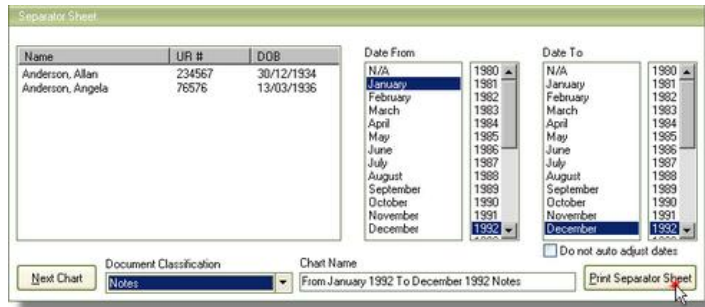 Separator Sheet
Date From
Date To
Name UR # DOB
Anderson, Allan 234567 30/12/1934
Anderson, Angela 76576 13/03/1936
N/A
January
February
March
April
May
June
July
August
September
October
November
December
1980
1981
1982
1983
1984
1985
1986
1987
1988
1989
1990
1991
1992
N/A
January
February
March
April
May
June
July
August
September
October
November
December
1980
1981
1982
1983
1984
1985
1986
1987
1988
1989
1990
1991
1992
Do not auto adjust dates
Next Chart
Document Classification
Notes
Chart Name
From January 1992 To December 1992 Notes
Print Separator Sheet